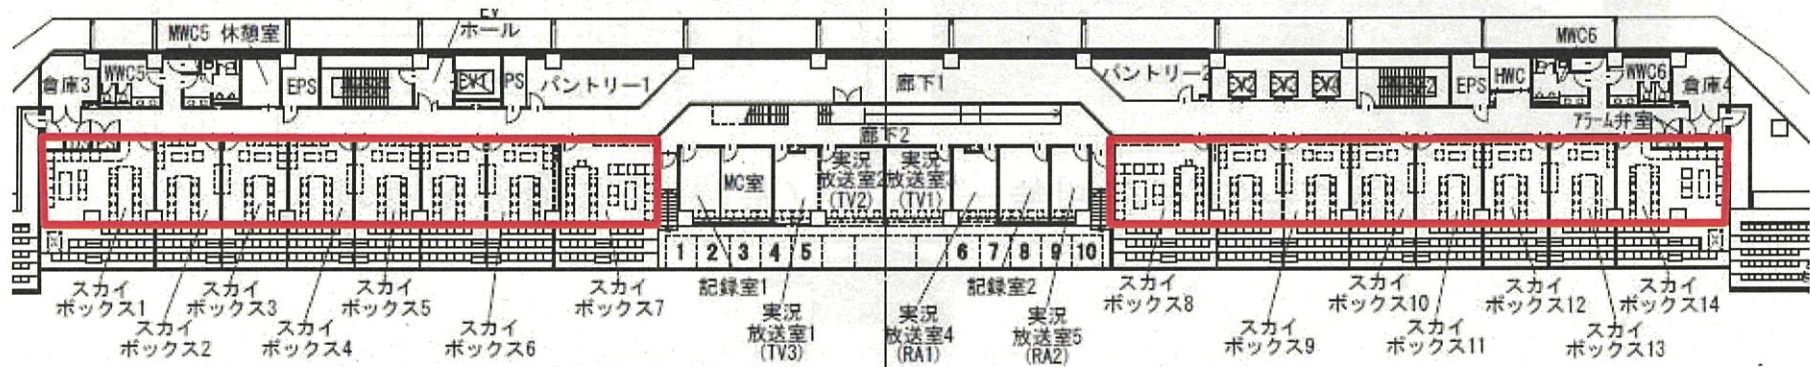 EV
MWC5 休憩室
ホール
MWC6
倉庫3
WWC5
EPS
EV1
PS
パントリー1
廊下1
パントリー2
EPS
HWC
WWC6
倉庫4
廊下2
アラーム弁室
MC室
実況
放送室2
(TV2)
実況
放送室3
(TV1)
1 2 3 4 5
6 7 8 9 10
スカイ
ボックス1
スカイ
ボックス2
スカイ
ボックス3
スカイ
ボックス4
スカイ
ボックス5
スカイ
ボックス6
スカイ
ボックス7
記録室1
実況
放送室1
(TV3)
実況
放送室4
(RA1)
記録室2
実況
放送室5
(RA2)
スカイ
ボックス8
スカイ
ボックス9
スカイ
ボックス10
スカイ
ボックス11
スカイ
ボックス12
スカイ
ボックス13
スカイ
ボックス14